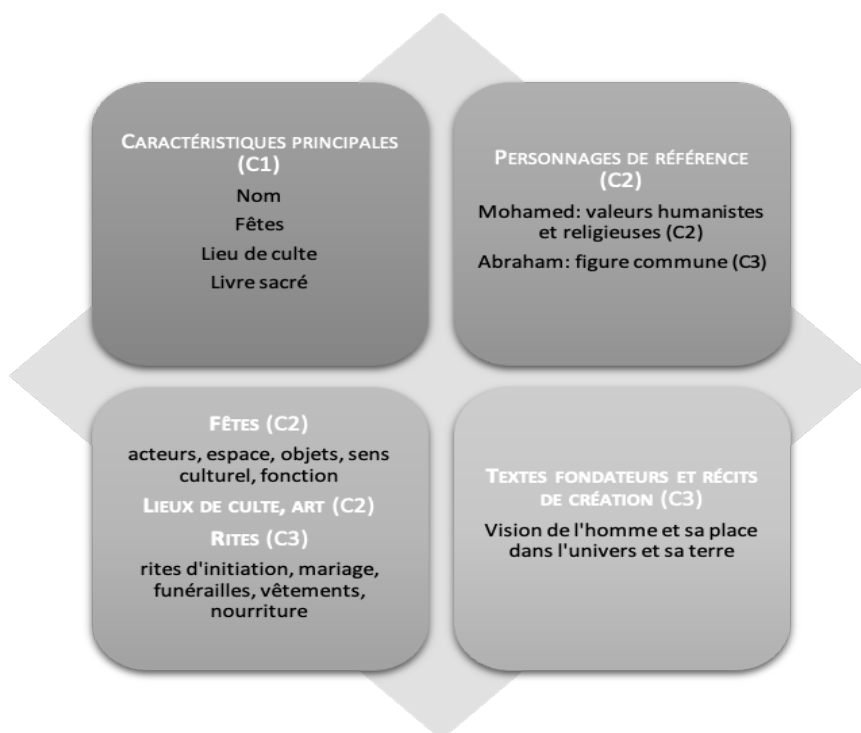 CARACTÉRISTIQUES PRINCIPALES
(C1)
Nom
Fêtes
Lieu de culte
Livre sacré
PERSONNAGES DE RÉFÉRENCE
(C2)
Mohamed: valeurs humanistes
et religieuses (C2)
Abraham: figure commune (C3)
FÊTES (C2)
acteurs, espace, objets, sens
culturel, fonction
LIEUX DE CULTE, ART (C2)
RITES (C3)
rites d'initiation, mariage,
funérailles, vêtements,
nourriture
TEXTES FONDATEURS ET RÉCITS
DE CRÉATION (C3)
Vision de l'homme et sa place
dans l'univers et sa terre